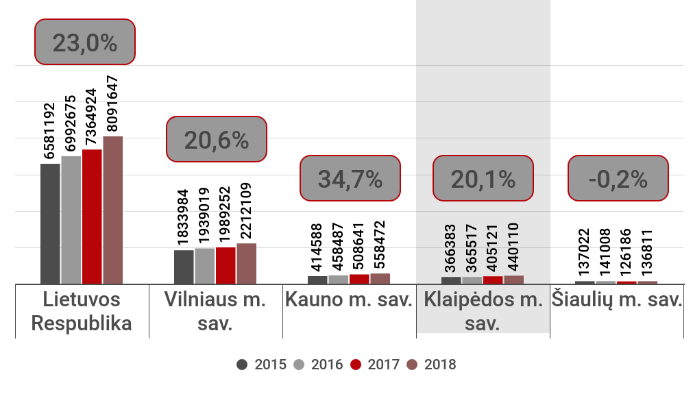 23,0%
20,6%
34,7%
20,1%
-0,2%
6581192
6992675
7364924
8091647
1833984
1939019
1989252
2212109
414588
458487
508641
558472
366383
365517
405121
440110
137022
141008
126186
136811
Lietuvos
Respublika
Vilniaus m.
sav.
Kauno m. sav.
Klaipėdos m.
sav.
Šiaulių m. sav.
2015 2016 2017 2018